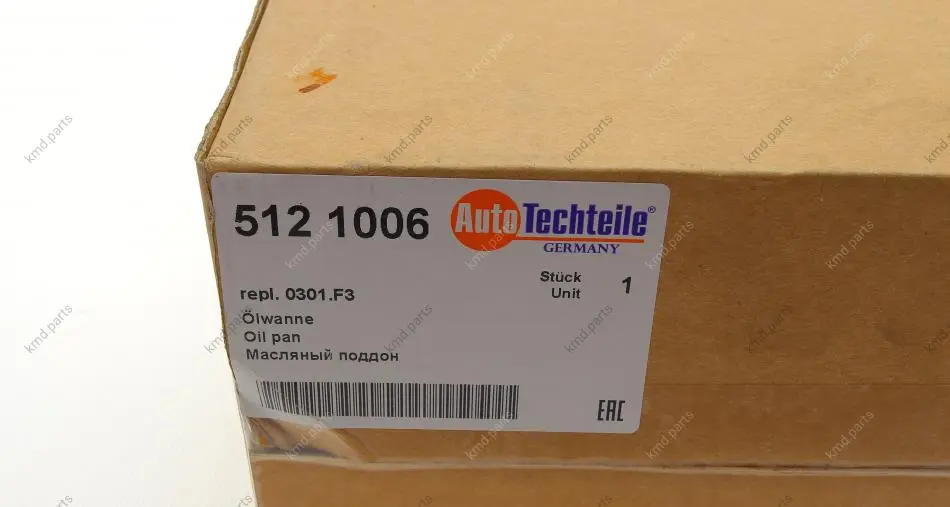 512 1006
AutoTechteile®
GERMANY
Stück
Unit
1
repl. 0301.F3
Ölwanne
Oil pan
Масляный поддон
EAC
kmd.parts